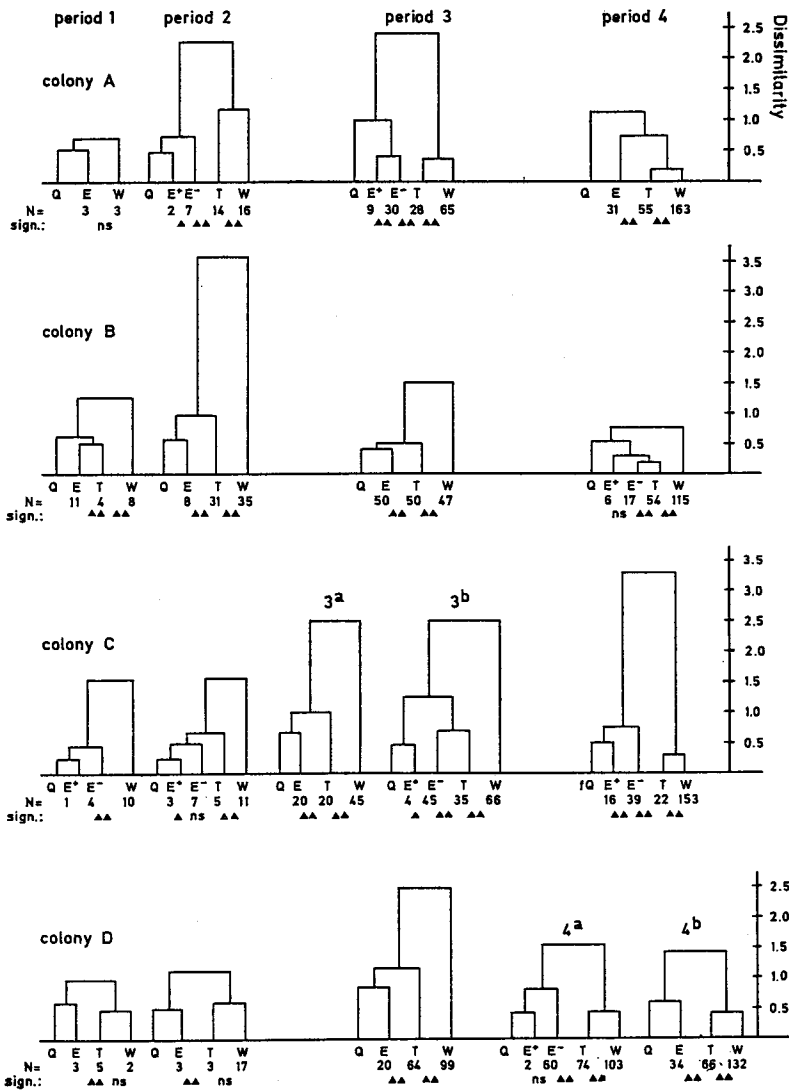 period 1 period 2 period 3 period 4
Dissimilarity
colony A
2.5
2.0
1.5
1.0
0.5
Q E W Q E⁺ E⁻ T W Q E⁺ E⁻ T W Q E T W
N= 3 3 2 7 14 16 9 30 28 65 31 55 163
sign.: ns ▲ ▲▲ ▲▲ ▲▲ ▲▲ ▲▲ ▲▲ ▲▲
colony B
3.5
3.0
2.5
2.0
1.5
1.0
0.5
Q E T W Q E T W Q E T W Q E⁺ E⁻ T W
N= 11 4 8 8 31 35 50 50 47 6 17 54 115
sign.: ▲▲ ▲▲ ▲▲ ▲▲ ▲▲ ▲▲ ns ▲▲ ▲▲
colony C
3ᵃ 3ᵇ
3.5
3.0
2.5
2.0
1.5
1.0
0.5
Q E⁺ E⁻ W Q E⁺ E⁻ T W Q E T W Q E⁺ E⁻ T W fQ E⁺ E⁻ T W
N= 1 4 10 3 7 5 11 20 20 45 4 45 35 66 16 39 22 153
sign.: ▲▲ ▲ ns ▲▲ ▲▲ ▲▲ ▲ ▲▲ ▲▲ ▲▲ ▲▲ ▲▲
colony D
4ᵃ 4ᵇ
2.5
2.0
1.5
1.0
0.5
Q E T W Q E T W Q E T W Q E⁺ E⁻ T W Q E T W
N= 3 5 2 3 3 17 20 64 99 2 60 74 103 34 66 132
sign.: ▲▲ ns ▲▲ ns ▲▲ ▲▲ ns ▲▲ ▲▲ ▲▲ ▲▲